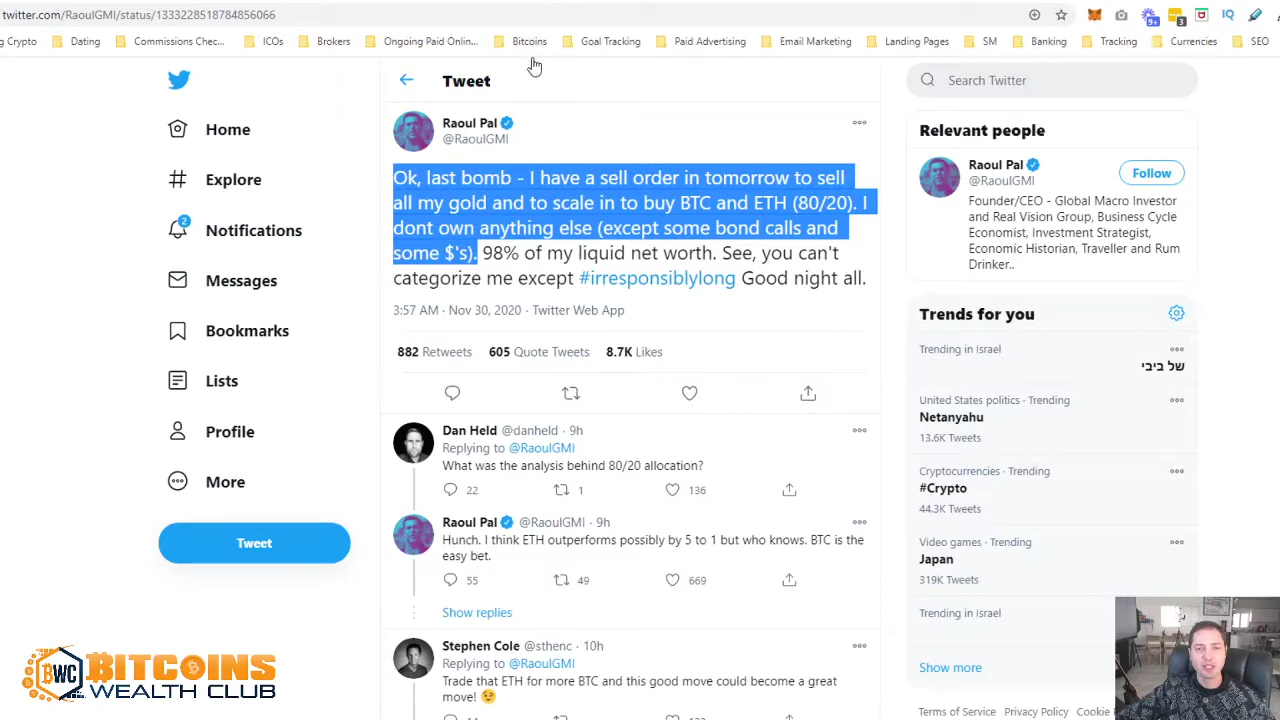 twitter.com/RaoulGMI/status/1333228518784856066
9+
3
IQ
g Crypto
Dating
Commissions Chec...
ICOs
Brokers
Ongoing Paid Onlin...
Bitcoins
Goal Tracking
Paid Advertising
Email Marketing
Landing Pages
SM
Banking
Tracking
Currencies
SEO
Home
Explore
2
Notifications
Messages
Bookmarks
Lists
Profile
More
Tweet
BWC BITCOINS
WEALTH CLUB
Tweet
Raoul Pal
@RaoulGMI
Ok, last bomb - I have a sell order in tomorrow to sell
all my gold and to scale in to buy BTC and ETH (80/20). I
dont own anything else (except some bond calls and
some $'s). 98% of my liquid net worth. See, you can't
categorize me except #irresponsiblylong Good night all.
3:57 AM · Nov 30, 2020 · Twitter Web App
882 Retweets 605 Quote Tweets 8.7K Likes
Dan Held @danheld · 9h
Replying to @RaoulGMI
What was the analysis behind 80/20 allocation?
22 1 136
Raoul Pal @RaoulGMI · 9h
Hunch. I think ETH outperforms possibly by 5 to 1 but who knows. BTC is the
easy bet.
55 49 669
Show replies
Stephen Cole @sthenc · 10h
Replying to @RaoulGMI
Trade that ETH for more BTC and this good move could become a great
move!
Search Twitter
Relevant people
Raoul Pal
@RaoulGMI
Follow
Founder/CEO - Global Macro Investor
and Real Vision Group, Business Cycle
Economist, Investment Strategist,
Economic Historian, Traveller and Rum
Drinker..
Trends for you
Trending in Israel
של ביבי
United States politics · Trending
Netanyahu
13.6K Tweets
Cryptocurrencies · Trending
#Crypto
44.3K Tweets
Video games · Trending
Japan
319K Tweets
Trending in Israel
Show more
Terms of Service Privacy Policy Cookie